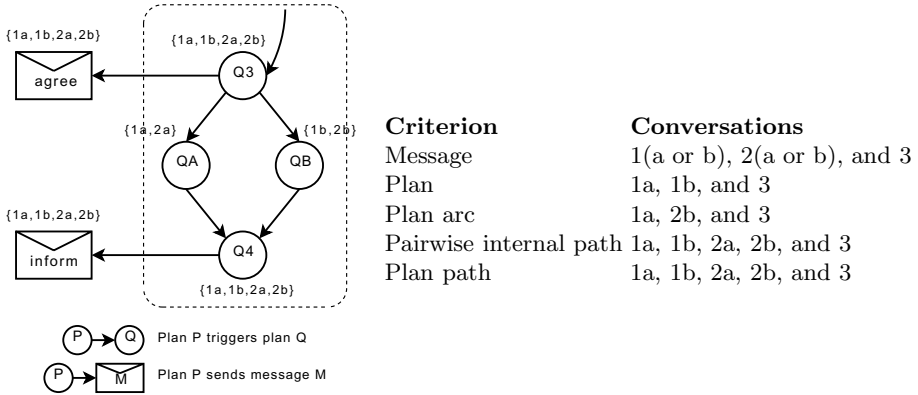 {1a,1b,2a,2b}
agree
{1a,1b,2a,2b}
Q3
{1a,2a}
{1b,2b}
QA
QB
{1a,1b,2a,2b}
inform
Q4
{1a,1b,2a,2b}
P
Q
Plan P triggers plan Q
P
M
Plan P sends message M
Criterion Conversations
Message 1(a or b), 2(a or b), and 3
Plan 1a, 1b, and 3
Plan arc 1a, 2b, and 3
Pairwise internal path 1a, 1b, 2a, 2b, and 3
Plan path 1a, 1b, 2a, 2b, and 3